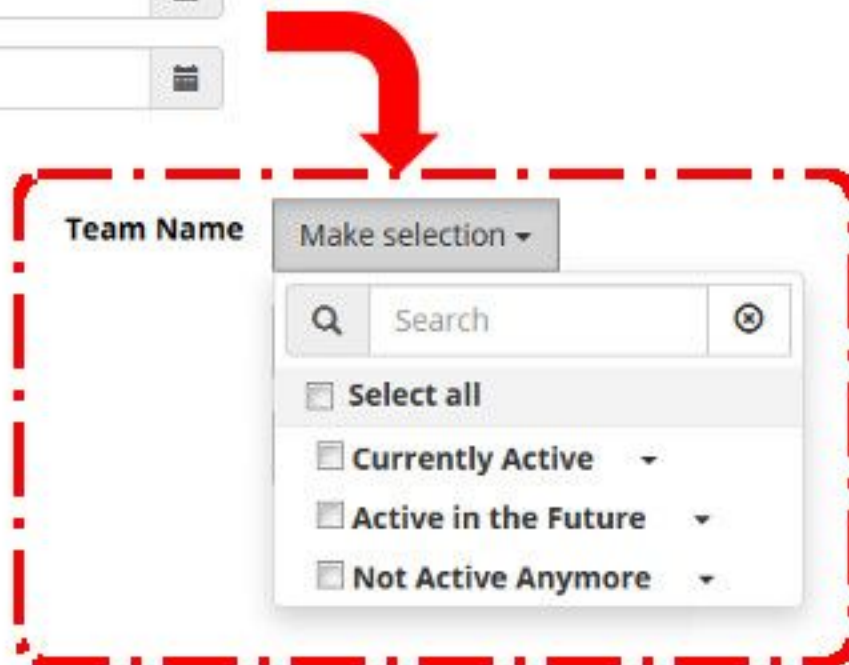 Team Name Make selection
Search
Select all
Currently Active
Active in the Future
Not Active Anymore